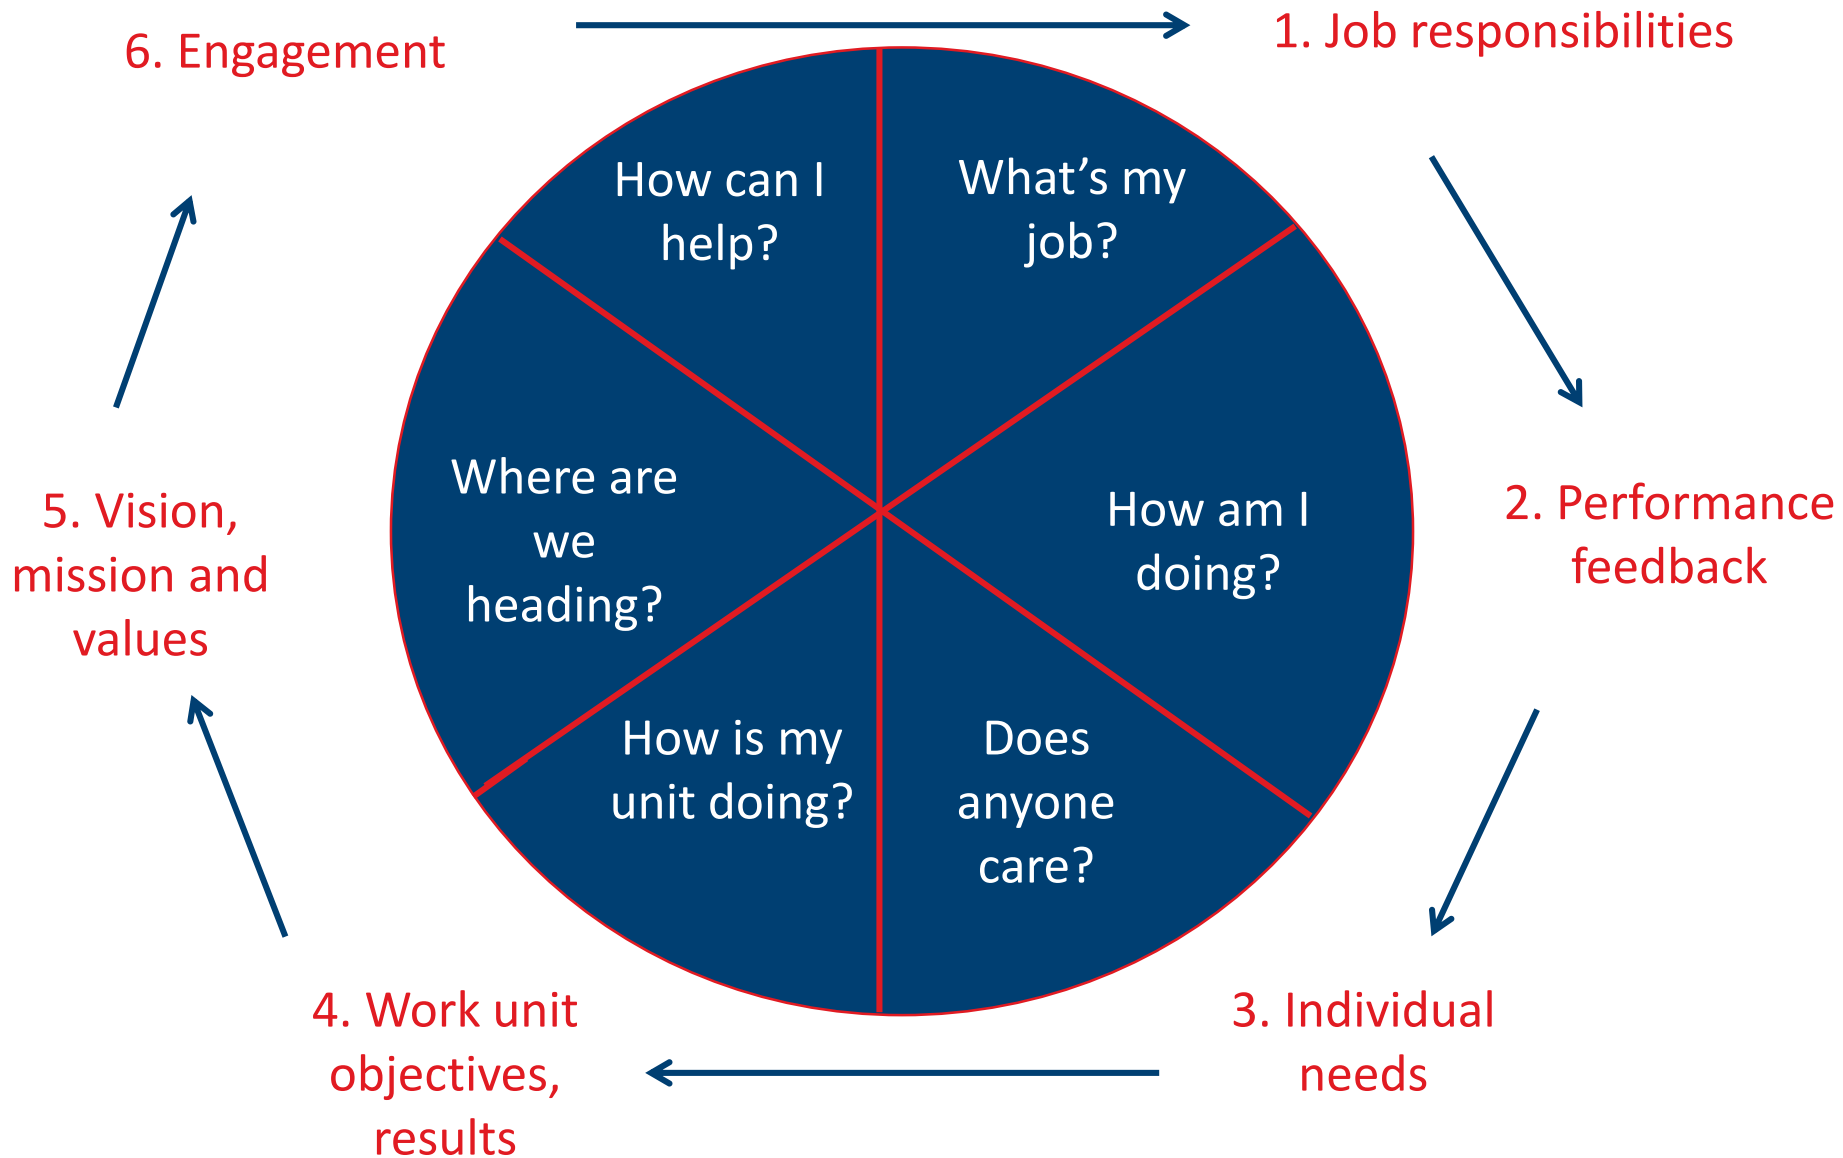 6. Engagement
1. Job responsibilities
How can I
help?
What’s my
job?
Where are
we
heading?
How am I
doing?
5. Vision,
mission and
values
2. Performance
feedback
How is my
unit doing?
Does
anyone
care?
4. Work unit
objectives,
results
3. Individual
needs